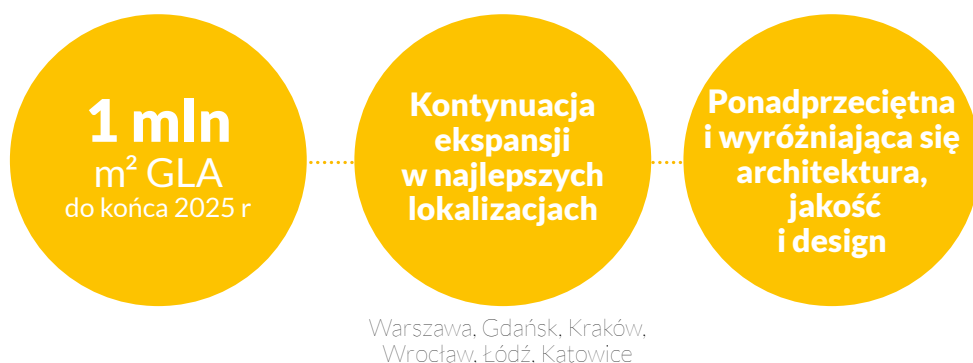 1 mln
m² GLA
do końca 2025 r
Kontynuacja
ekspansji
w najlepszych
lokalizacjach
Ponadprzeciętna
i wyróżniająca się
architektura,
jakość
i design
Warszawa, Gdańsk, Kraków,
Wrocław, Łódź, Katowice